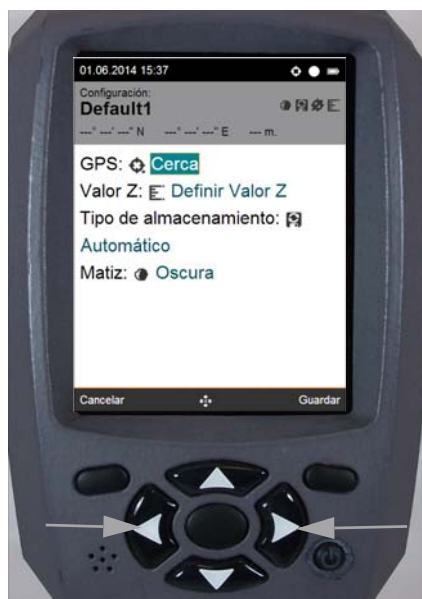 01.06.2014 15:37
Configuración:
Default1
---° ---' ---" N ---° ---' ---" E --- m.
GPS: Cerca
Valor Z: Definir Valor Z
Tipo de almacenamiento:
Automático
Matiz: Oscura
Cancelar Guardar